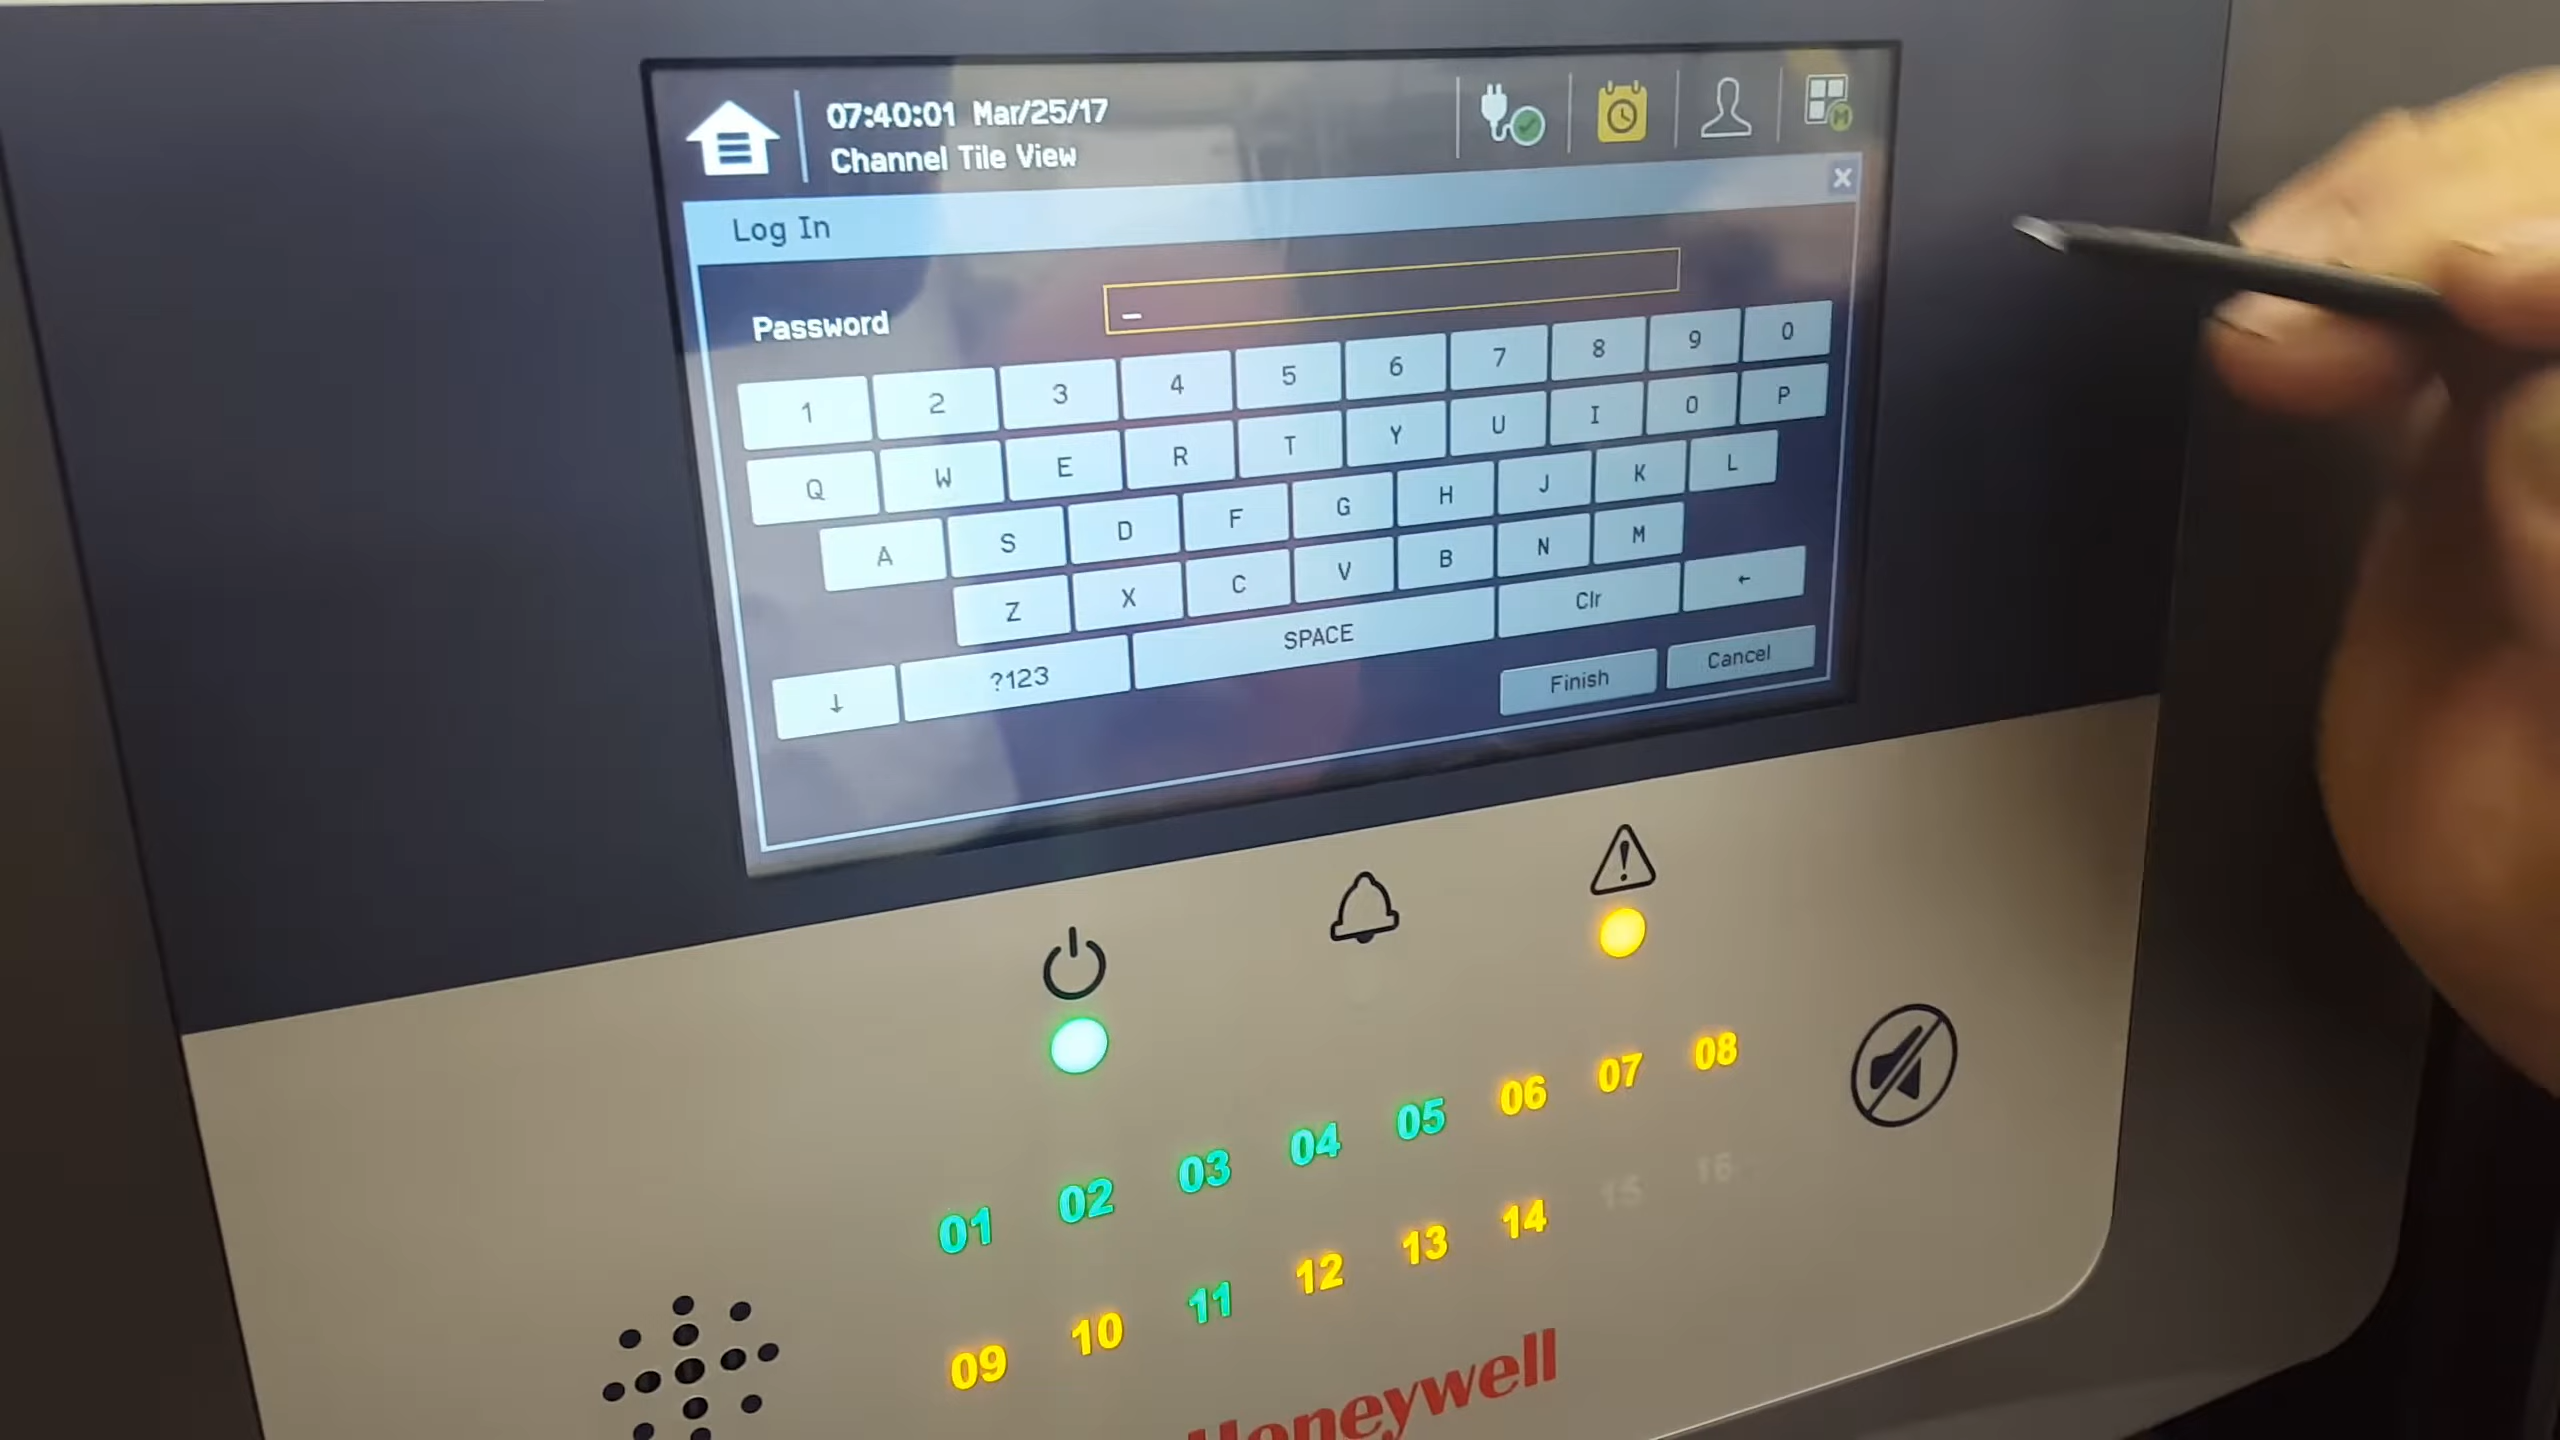 07:40:01 Mar/25/17
Channel Tile View
M
X
Log In
Password
_
1 2 3 4 5 6 7 8 9 0
Q W E R T Y U I O P
A S D F G H J K L
Z X C V B N M
↓ ?123 SPACE Clr ←
Finish Cancel
01 02 03 04 05 06 07 08
09 10 11 12 13 14 15 16
Honeywell